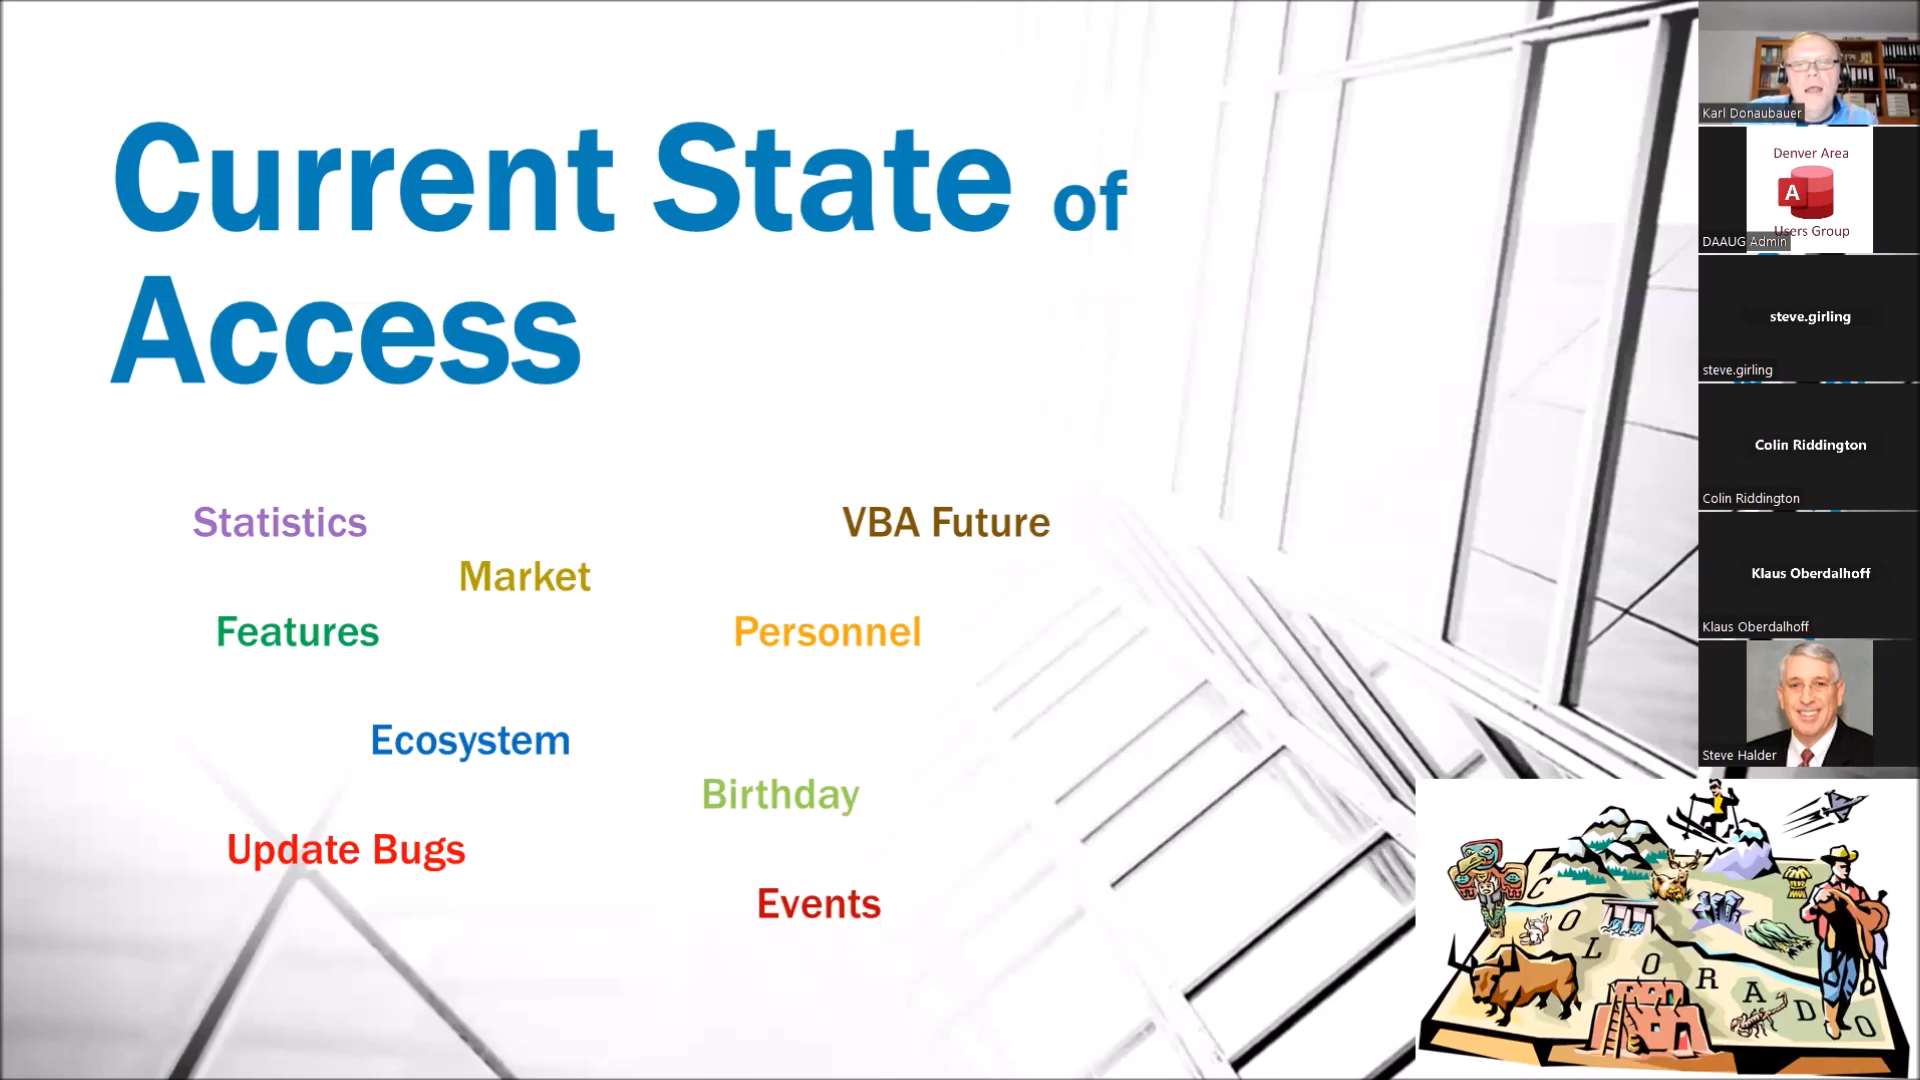 Current State of
Access
Statistics
VBA Future
Market
Features
Personnel
Ecosystem
Birthday
Update Bugs
Events
Karl Donaubauer
Denver Area
A
Users Group
DAAUG Admin
steve.girling
steve.girling
Colin Riddington
Colin Riddington
Klaus Oberdalhoff
Klaus Oberdalhoff
Steve Halder
COLORADO